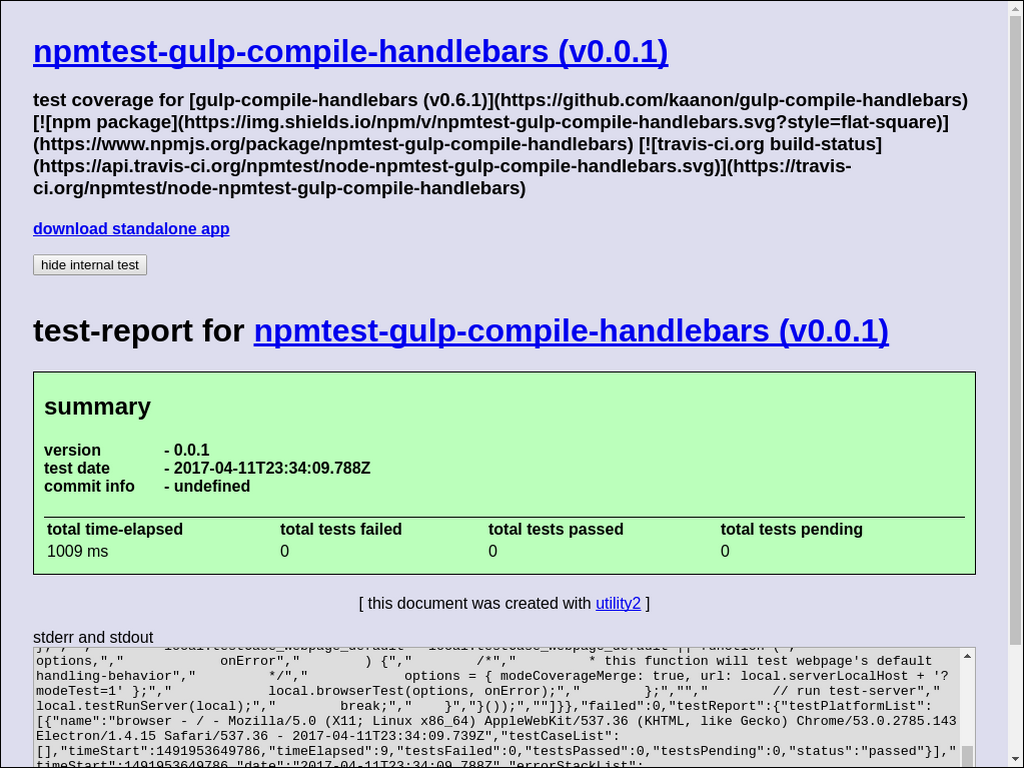 npmtest-gulp-compile-handlebars (v0.0.1)
test coverage for [gulp-compile-handlebars (v0.6.1)](https://github.com/kaanon/gulp-compile-handlebars)
[![npm package](https://img.shields.io/npm/v/npmtest-gulp-compile-handlebars.svg?style=flat-square)]
(https://www.npmjs.org/package/npmtest-gulp-compile-handlebars) [![travis-ci.org build-status]
(https://api.travis-ci.org/npmtest/node-npmtest-gulp-compile-handlebars.svg)](https://travis-
ci.org/npmtest/node-npmtest-gulp-compile-handlebars)
download standalone app
hide internal test
test-report for npmtest-gulp-compile-handlebars (v0.0.1)
summary
version - 0.0.1
test date - 2017-04-11T23:34:09.788Z
commit info - undefined
total time-elapsed total tests failed total tests passed total tests pending
1009 ms 0 0 0
[ this document was created with utility2 ]
stderr and stdout
options,"," onError"," ) {"," /*"," * this function will test webpage's default
handling-behavior"," */"," options = { modeCoverageMerge: true, url: local.serverLocalHost + '?
modeTest=1' };"," local.browserTest(options, onError);"," };",""," // run test-server","
local.testRunServer(local);"," break;"," }","}());",""]}},"failed":0,"testReport":{"testPlatformList":
[{"name":"browser - / - Mozilla/5.0 (X11; Linux x86_64) AppleWebKit/537.36 (KHTML, like Gecko) Chrome/53.0.2785.143
Electron/1.4.15 Safari/537.36 - 2017-04-11T23:34:09.739Z","testCaseList":
[],"timeStart":1491953649786,"timeElapsed":9,"testsFailed":0,"testsPassed":0,"testsPending":0,"status":"passed"}],"
timeStart":1491953649786,"date":"2017-04-11T23:34:09.788Z","errorStackList":